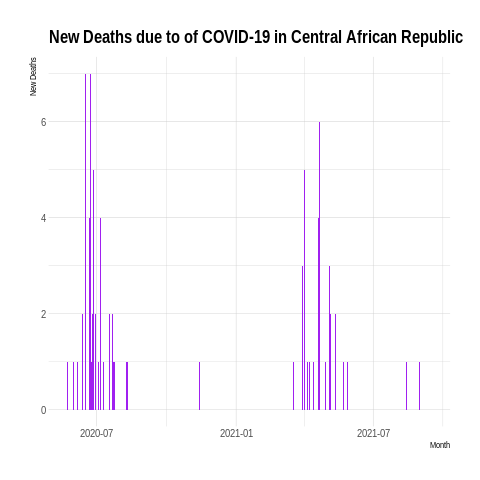 New Deaths due to of COVID-19 in Central African Republic
New Deaths
6
4
2
0
2020-07 2021-01 2021-07
Month